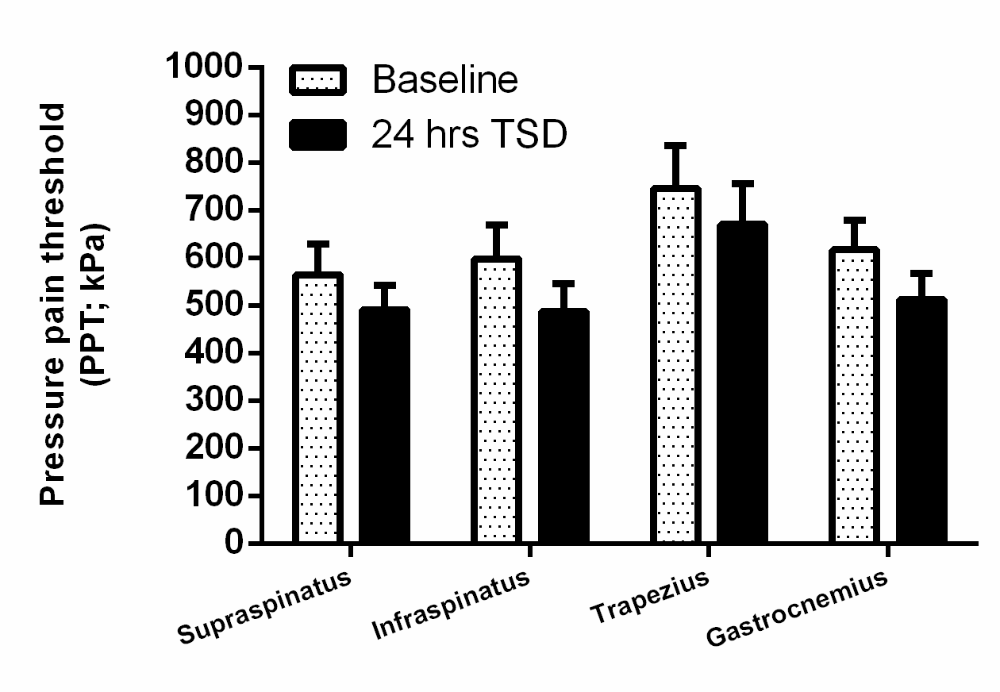 Pressure pain threshold
(PPT; kPa)
1000
900
800
700
600
500
400
300
200
100
0
Baseline
24 hrs TSD
Supraspinatus
Infraspinatus
Trapezius
Gastrocnemius